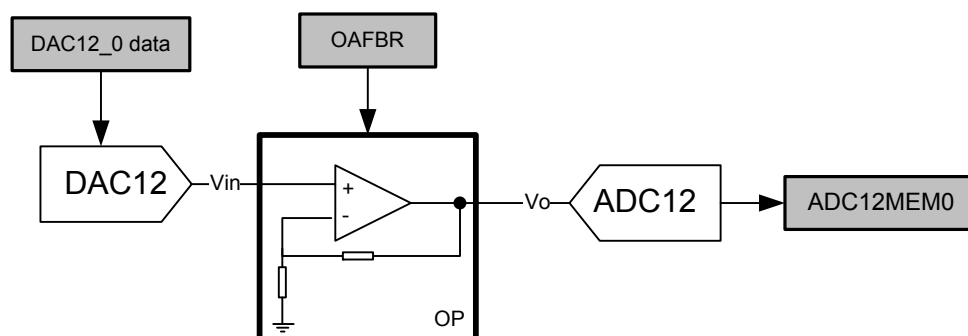 DAC12_0 data
OAFBR
DAC12
Vin
+
-
OP
Vo
ADC12
ADC12MEM0